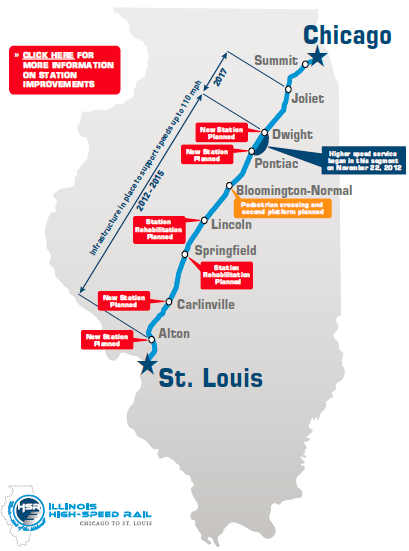 Chicago
Summit
» CLICK HERE FOR
MORE INFORMATION
ON STATION
IMPROVEMENTS
2017
Joliet
Infrastructure in place to support speeds up to 110 mph
2012 - 2015
New Station
Planned
Dwight
New Station
Planned
Higher speed service
began in this segment
on November 22, 2012
Pontiac
Bloomington-Normal
Pedestrian crossing and
second platform planned
Station
Rehabilitation
Planned
Lincoln
Springfield
Station
Rehabilitation
Planned
New Station
Planned
Carlinville
New Station
Planned
Alton
St. Louis
HSR
ILLINOIS
HIGH-SPEED RAIL
CHICAGO TO ST. LOUIS